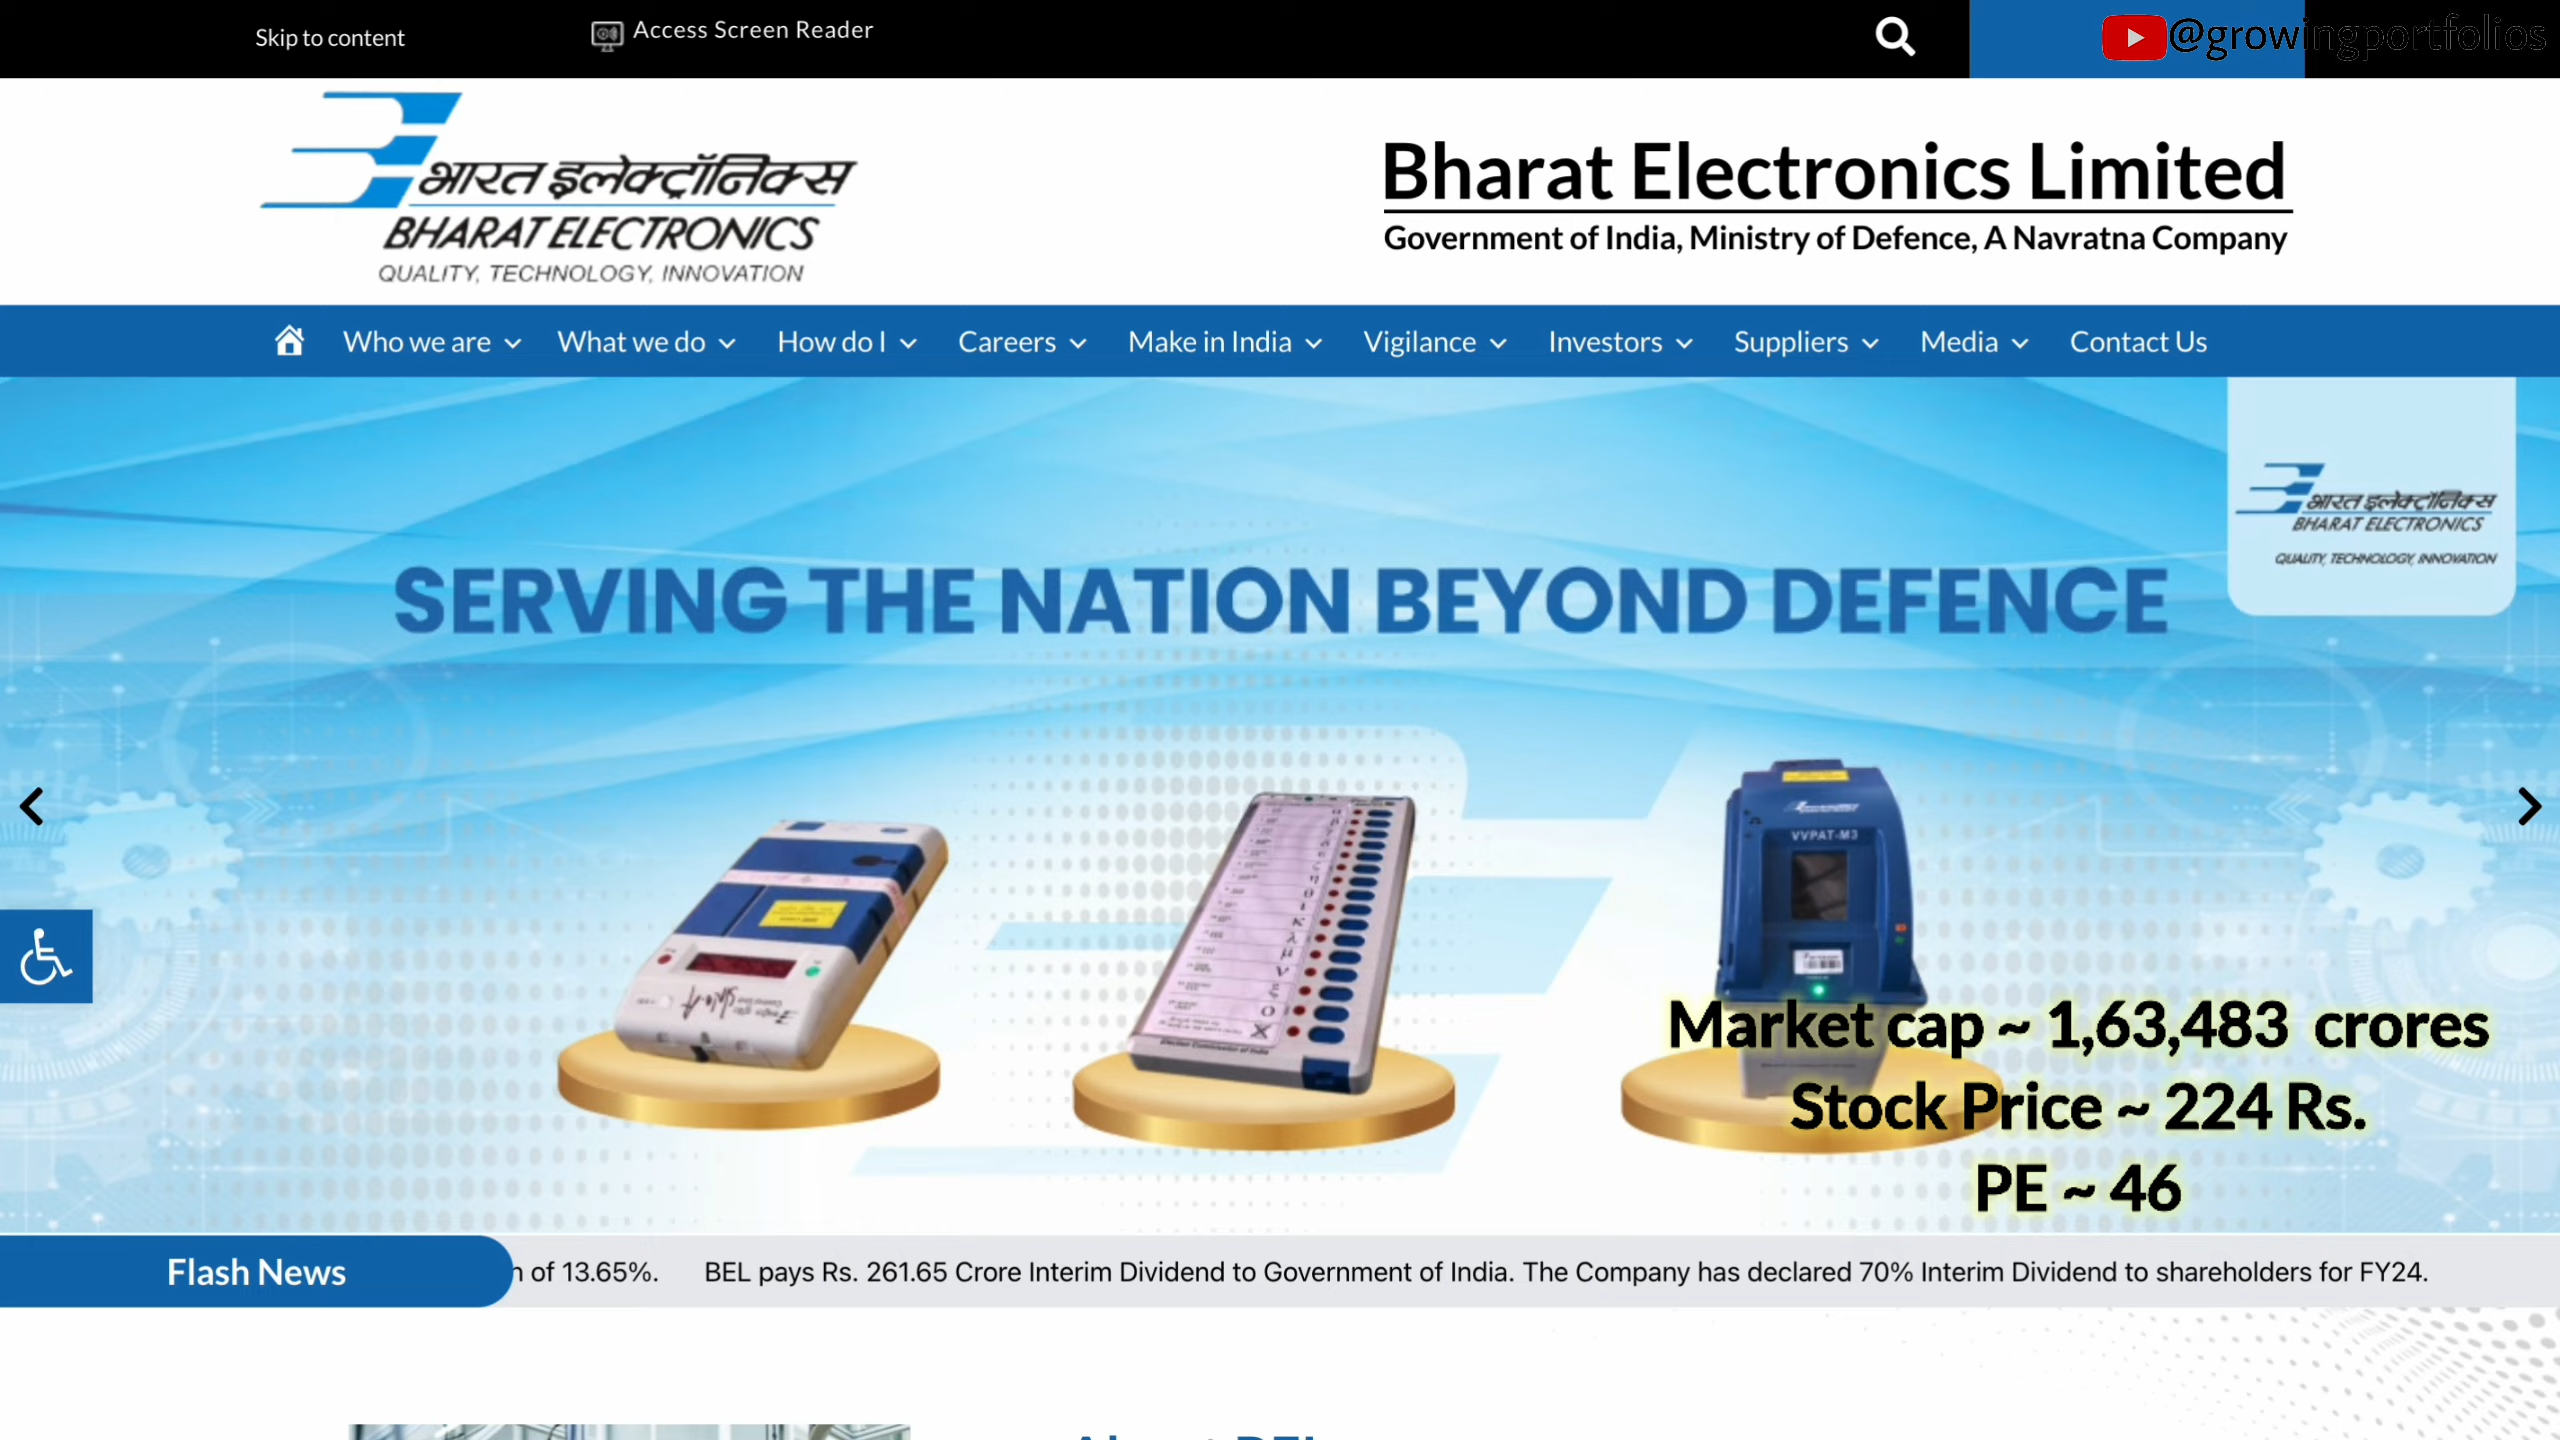 Skip to content
Access Screen Reader
@growingportfolios
भारत इलेक्ट्रॉनिक्स
BHARAT ELECTRONICS
QUALITY, TECHNOLOGY, INNOVATION
Bharat Electronics Limited
Government of India, Ministry of Defence, A Navratna Company
Who we are
What we do
How do I
Careers
Make in India
Vigilance
Investors
Suppliers
Media
Contact Us
भारत इलेक्ट्रॉनिक्स
BHARAT ELECTRONICS
QUALITY, TECHNOLOGY, INNOVATION
SERVING THE NATION BEYOND DEFENCE
VVPAT-M3
Election Commission of India
Market cap ~ 1,63,483 crores
Stock Price ~ 224 Rs.
PE ~ 46
Flash News
of 13.65%. BEL pays Rs. 261.65 Crore Interim Dividend to Government of India. The Company has declared 70% Interim Dividend to shareholders for FY24.